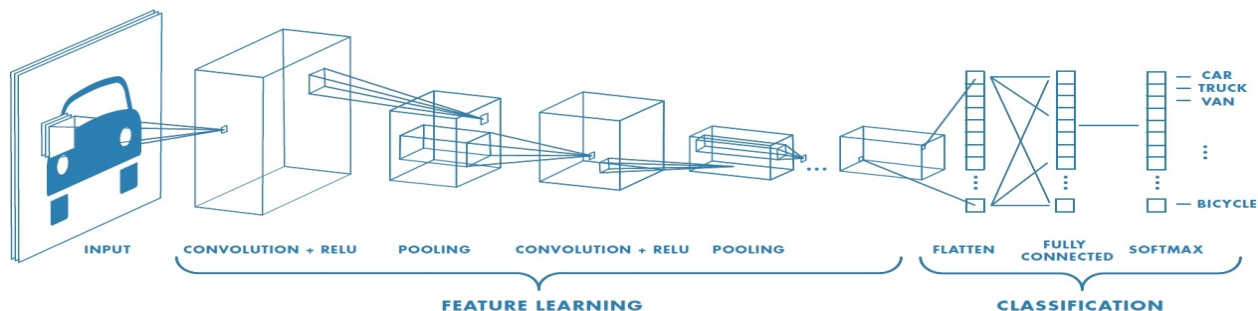 CAR
TRUCK
VAN
BICYCLE
INPUT
CONVOLUTION + RELU
POOLING
CONVOLUTION + RELU
POOLING
FLATTEN
FULLY
CONNECTED
SOFTMAX
FEATURE LEARNING
CLASSIFICATION